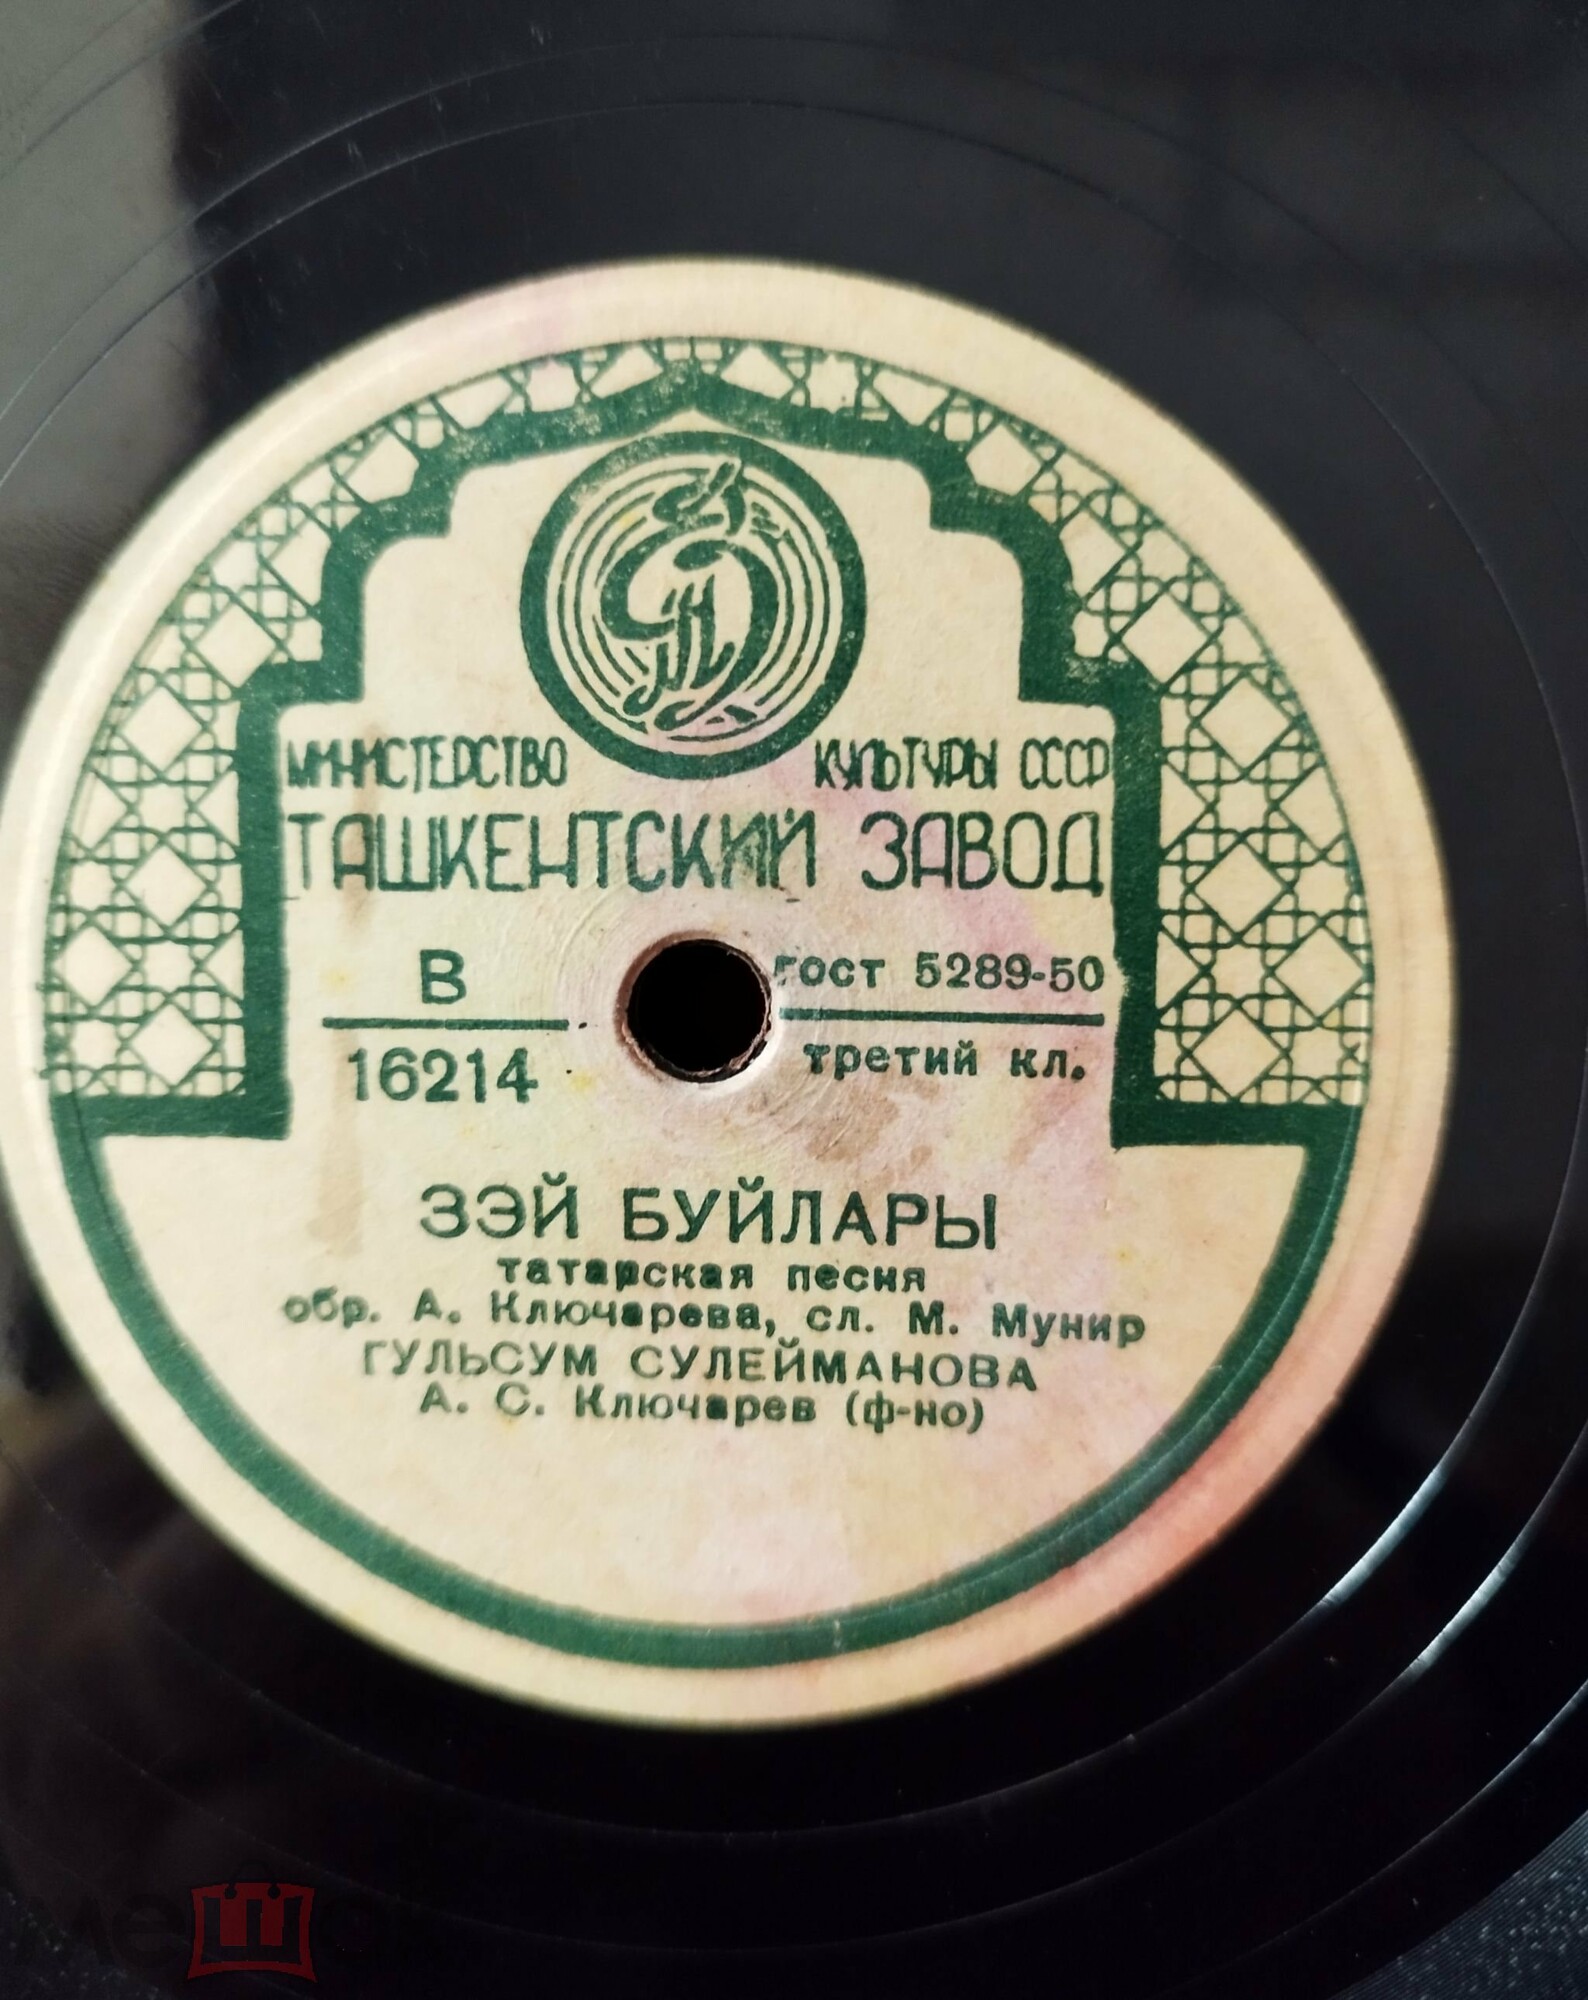 МИНИСТЕРСТВО КУЛЬТУРЫ СССР
ТАШКЕНТСКИЙ ЗАВОД
В
16214
гост 5289-50
третий кл.
ЗЭЙ БУЙЛАРЫ
татарская песня
обр. А. Ключарева, сл. М. Мунир
ГУЛЬСУМ СУЛЕЙМАНОВА
А. С. Ключарев (ф-но)